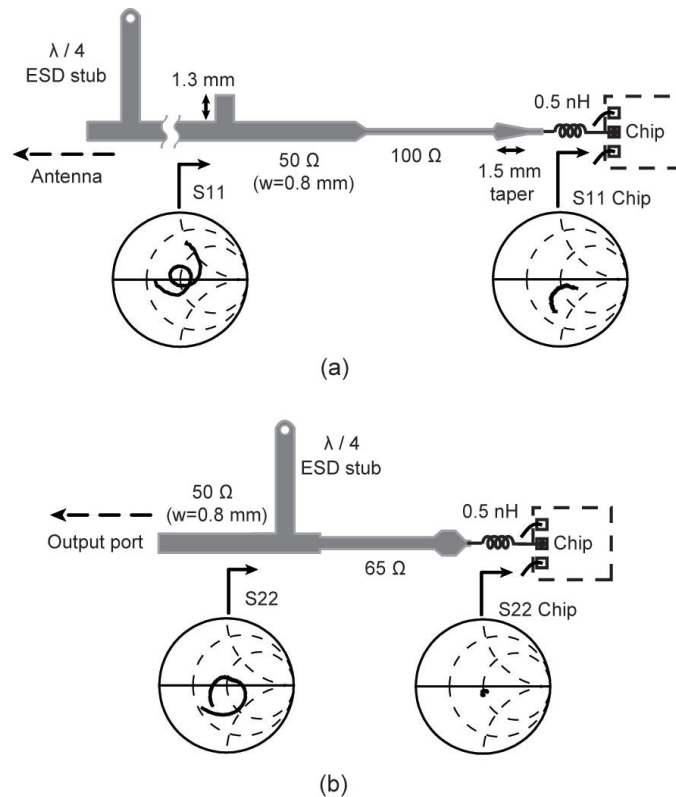 λ / 4
ESD stub
1.3 mm
0.5 nH
Chip
50 Ω
(w=0.8 mm)
100 Ω
1.5 mm
taper
Antenna
S11
S11 Chip
(a)
λ / 4
ESD stub
50 Ω
(w=0.8 mm)
0.5 nH
Output port
Chip
65 Ω
S22
S22 Chip
(b)